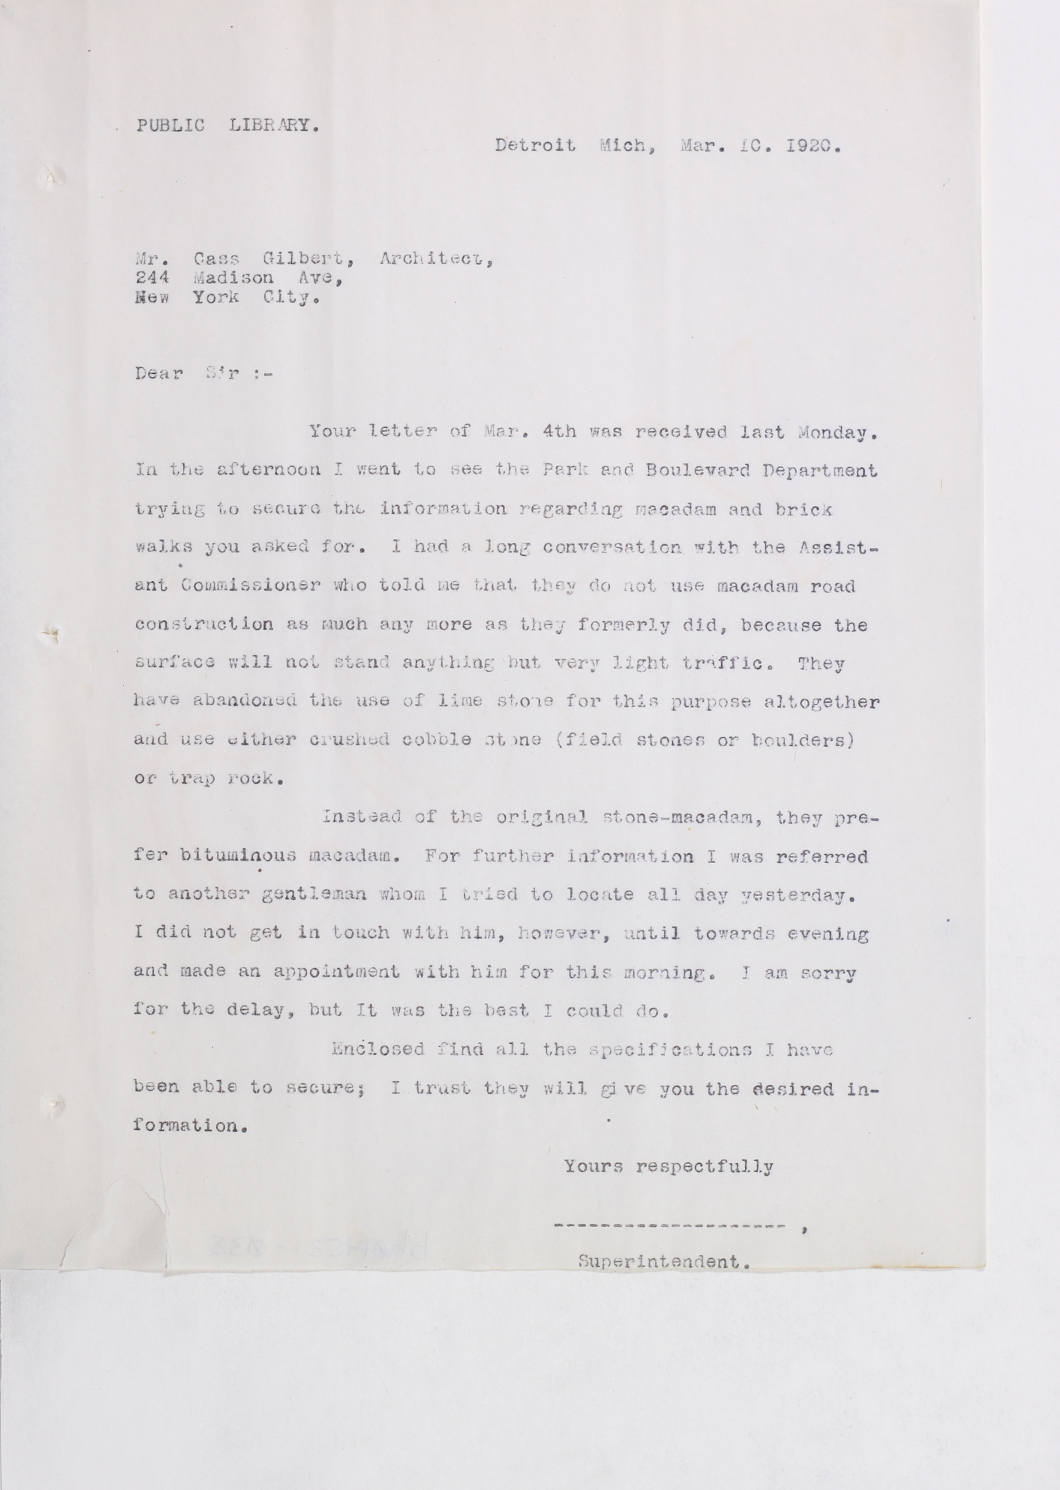 PUBLIC LIBRARY.
Detroit Mich, Mar. 10. 1920.
Mr. Cass Gilbert, Architect,
244 Madison Ave,
New York City.
Dear Sir :-
Your letter of Mar. 4th was received last Monday.
In the afternoon I went to see the Park and Boulevard Department
trying to secure the information regarding macadam and brick
walks you asked for. I had a long conversation with the Assist-
ant Commissioner who told me that they do not use macadam road
construction as much any more as they formerly did, because the
surface will not stand anything but very light traffic. They
have abandoned the use of lime stone for this purpose altogether
and use either crushed cobble stone (field stones or boulders)
or trap rock.
Instead of the original stone-macadam, they pre-
fer bituminous macadam. For further information I was referred
to another gentleman whom I tried to locate all day yesterday.
I did not get in touch with him, however, until towards evening
and made an appointment with him for this morning. I am sorry
for the delay, but It was the best I could do.
Enclosed find all the specifications I have
been able to secure; I trust they will give you the desired in-
formation.
Yours respectfully
-------------------- ,
Superintendent.